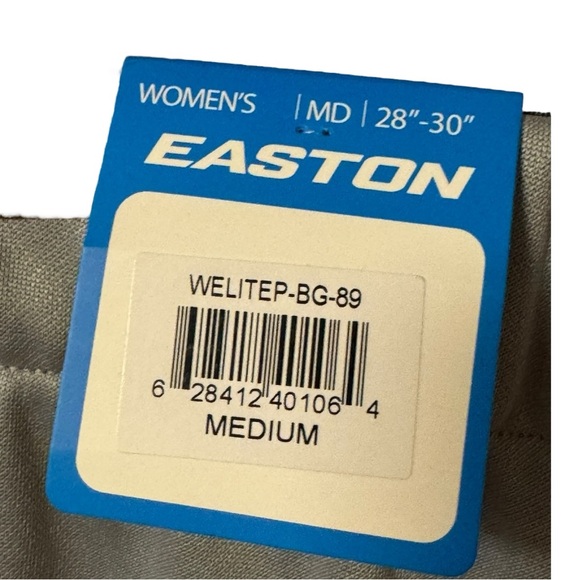 WOMEN'S | MD | 28"-30"
EASTON
WELITEP-BG-89
6 28412 40106 4
MEDIUM